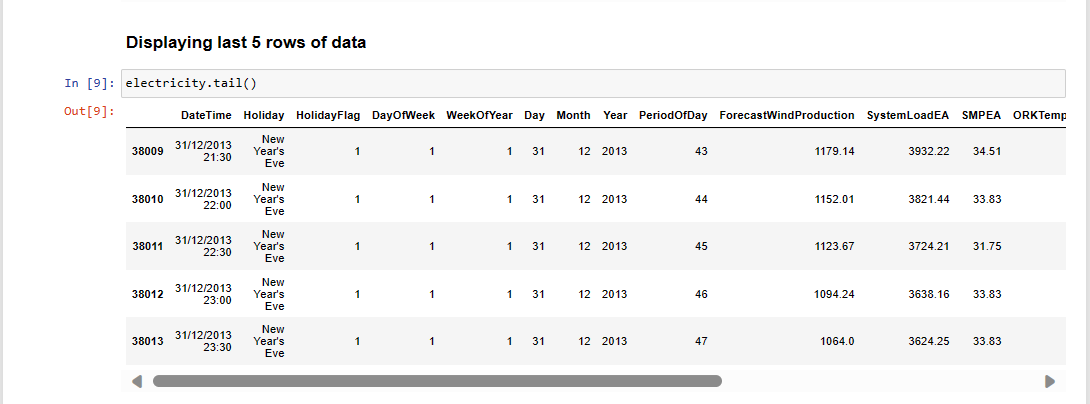 Displaying last 5 rows of data
In [9]: electricity.tail()
Out[9]:
DateTime Holiday HolidayFlag DayOfWeek WeekOfYear Day Month Year PeriodOfDay ForecastWindProduction SystemLoadEA SMPEA ORKTemp
38009 31/12/2013 21:30 New Year's Eve 1 1 1 31 12 2013 43 1179.14 3932.22 34.51
38010 31/12/2013 22:00 New Year's Eve 1 1 1 31 12 2013 44 1152.01 3821.44 33.83
38011 31/12/2013 22:30 New Year's Eve 1 1 1 31 12 2013 45 1123.67 3724.21 31.75
38012 31/12/2013 23:00 New Year's Eve 1 1 1 31 12 2013 46 1094.24 3638.16 33.83
38013 31/12/2013 23:30 New Year's Eve 1 1 1 31 12 2013 47 1064.0 3624.25 33.83